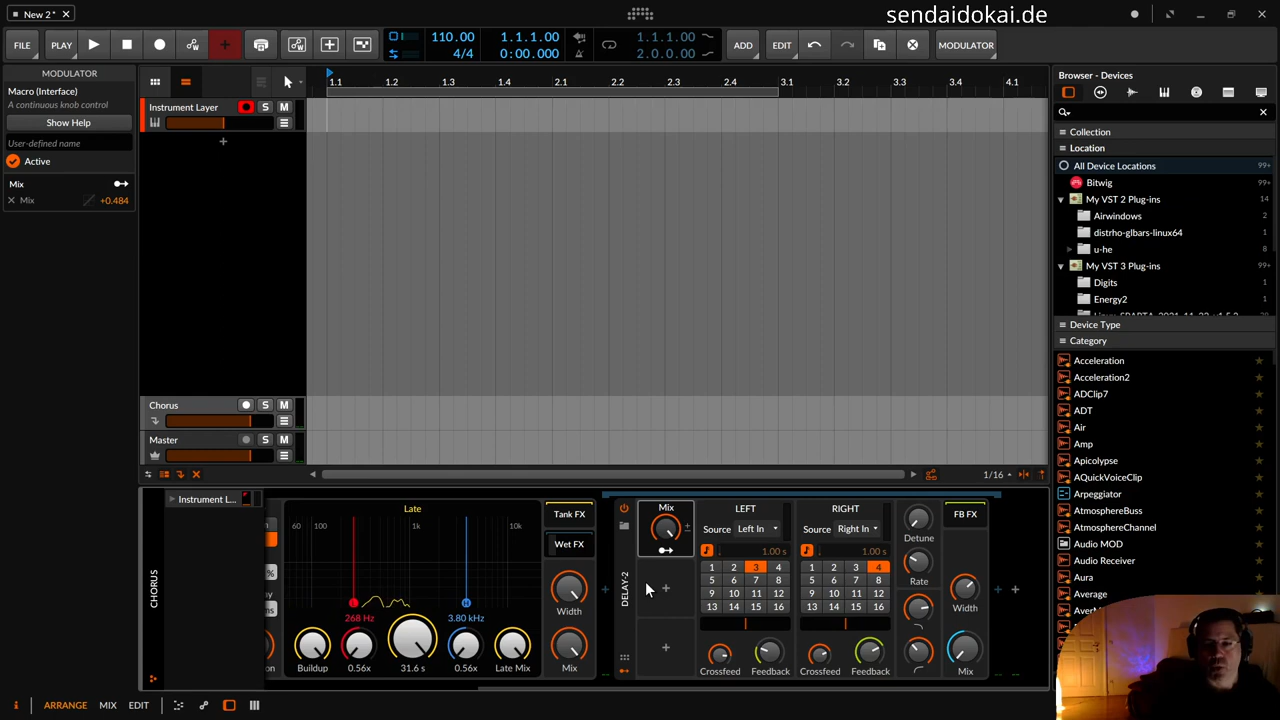 New 2*
sendaidokai.de
FILE
PLAY
110.00
4/4
1.1.1.00
0:00.000
1.1.1.00
2.0.0.00
ADD
EDIT
MODULATOR
MODULATOR
Macro (Interface)
A continuous knob control
Show Help
User-defined name
Active
Mix
Mix +0.484
1.1 1.2 1.3 1.4 2.1 2.2 2.3 2.4 3.1 3.2 3.3 3.4 4.1
Instrument Layer
S M
Chorus
S M
Master
S M
1/16
Browser - Devices
Collection
Location
All Device Locations 99+
Bitwig 99+
My VST 2 Plug-ins 14
Airwindows 2
distrho-glbars-linux64 1
u-he 8
My VST 3 Plug-ins 99+
Digits 1
Energy2 1
Device Type
Category
Acceleration
Acceleration2
ADClip7
ADT
Air
Amp
Apicolypse
AQuickVoiceClip
Arpeggiator
AtmosphereBuss
AtmosphereChannel
Audio MOD
Audio Receiver
Aura
Average
CHORUS
Instrument L...
Late
60 100 1k 10k
L H
268 Hz 3.80 kHz
Buildup 0.56x 31.6 s 0.56x Late Mix
Tank FX
Wet FX
Width
Mix
DELAY-2
Mix
LEFT
Source Left In
1.00 s
1 2 3 4
5 6 7 8
9 10 11 12
13 14 15 16
Crossfeed Feedback
RIGHT
Source Right In
1.00 s
1 2 3 4
5 6 7 8
9 10 11 12
13 14 15 16
Crossfeed Feedback
Detune
Rate
FB FX
Width
Mix
i ARRANGE MIX EDIT